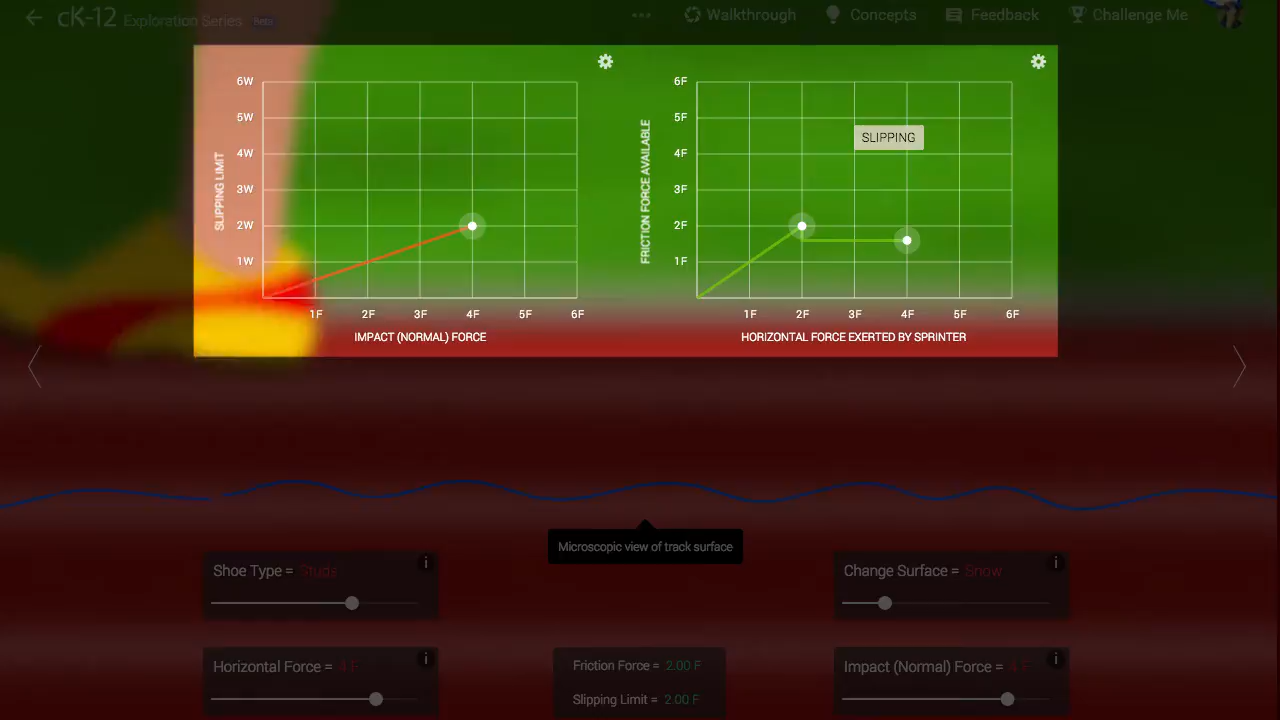 cK-12 Exploration Series Beta
Walkthrough
Concepts
Feedback
Challenge Me
6W
5W
4W
3W
2W
1W
SLIPPING LIMIT
1F 2F 3F 4F 5F 6F
IMPACT (NORMAL) FORCE
6F
5F
4F
3F
2F
1F
FRICTION FORCE AVAILABLE
SLIPPING
1F 2F 3F 4F 5F 6F
HORIZONTAL FORCE EXERTED BY SPRINTER
Microscopic view of track surface
Shoe Type = Studs
i
Change Surface = Snow
i
Horizontal Force = 4 F
i
Friction Force = 2.00 F
Slipping Limit = 2.00 F
Impact (Normal) Force = 4 F
i